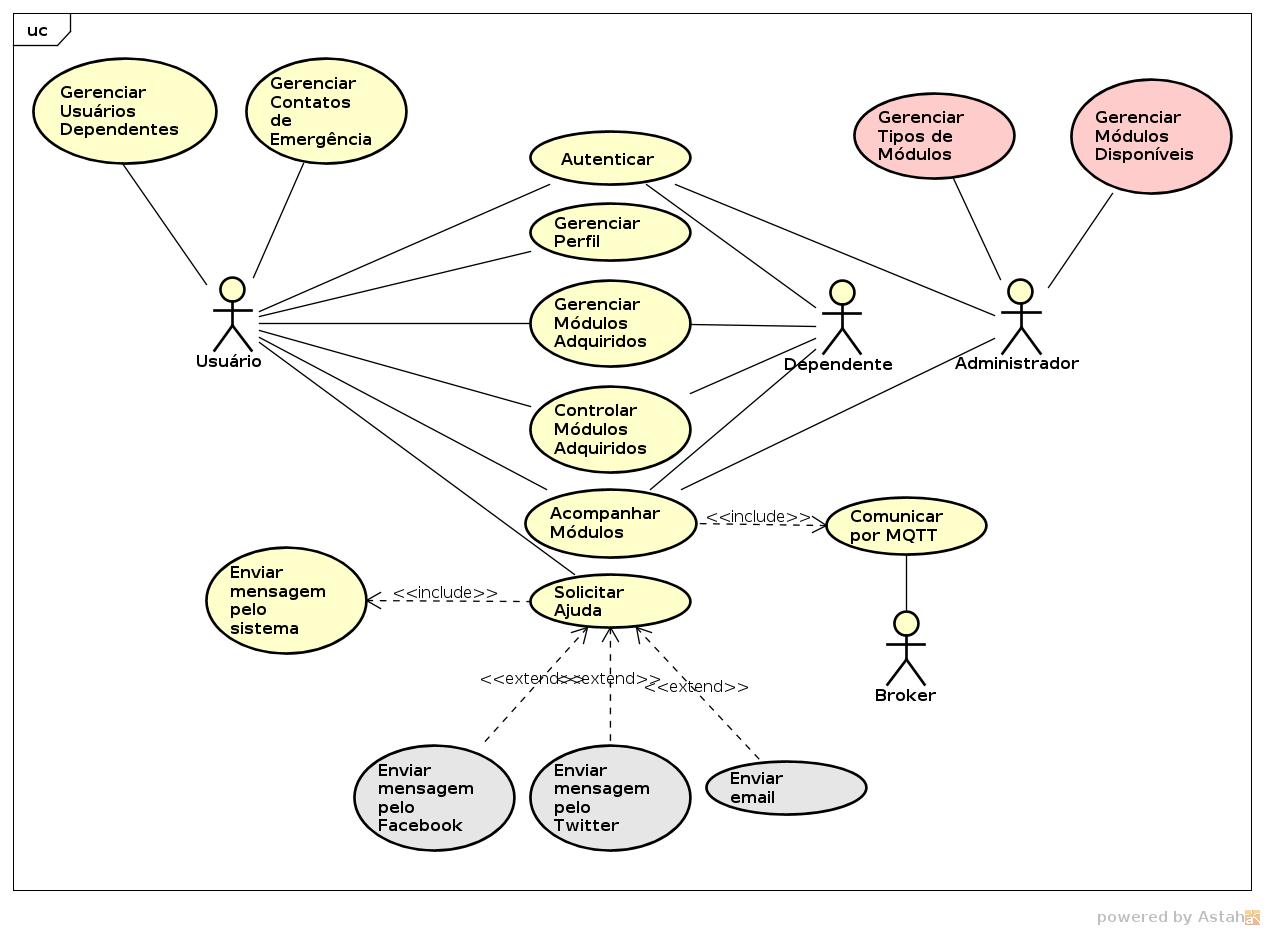 uc
Gerenciar
Usuários
Dependentes
Gerenciar
Contatos
de
Emergência
Autenticar
Gerenciar
Tipos de
Módulos
Gerenciar
Módulos
Disponíveis
Gerenciar
Perfil
Gerenciar
Módulos
Adquiridos
Usuário
Dependente
Administrador
Controlar
Módulos
Adquiridos
Acompanhar
Módulos
<<include>>
Comunicar
por MQTT
Enviar
mensagem
pelo
sistema
<<include>>
Solicitar
Ajuda
Broker
<<extend>>
<<extend>>
<<extend>>
Enviar
mensagem
pelo
Facebook
Enviar
mensagem
pelo
Twitter
Enviar
email
powered by Astah